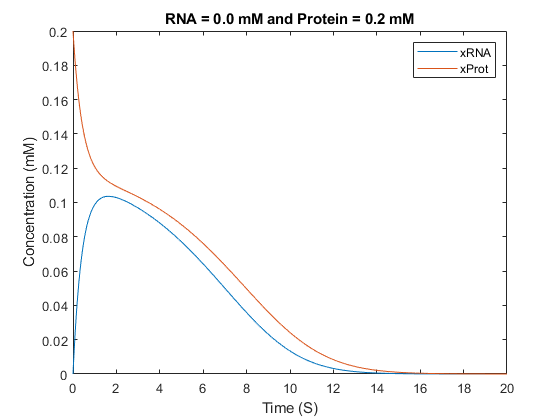 RNA = 0.0 mM and Protein = 0.2 mM
xRNA
xProt
Concentration (mM)
0.2
0.18
0.16
0.14
0.12
0.1
0.08
0.06
0.04
0.02
0
0 2 4 6 8 10 12 14 16 18 20
Time (S)